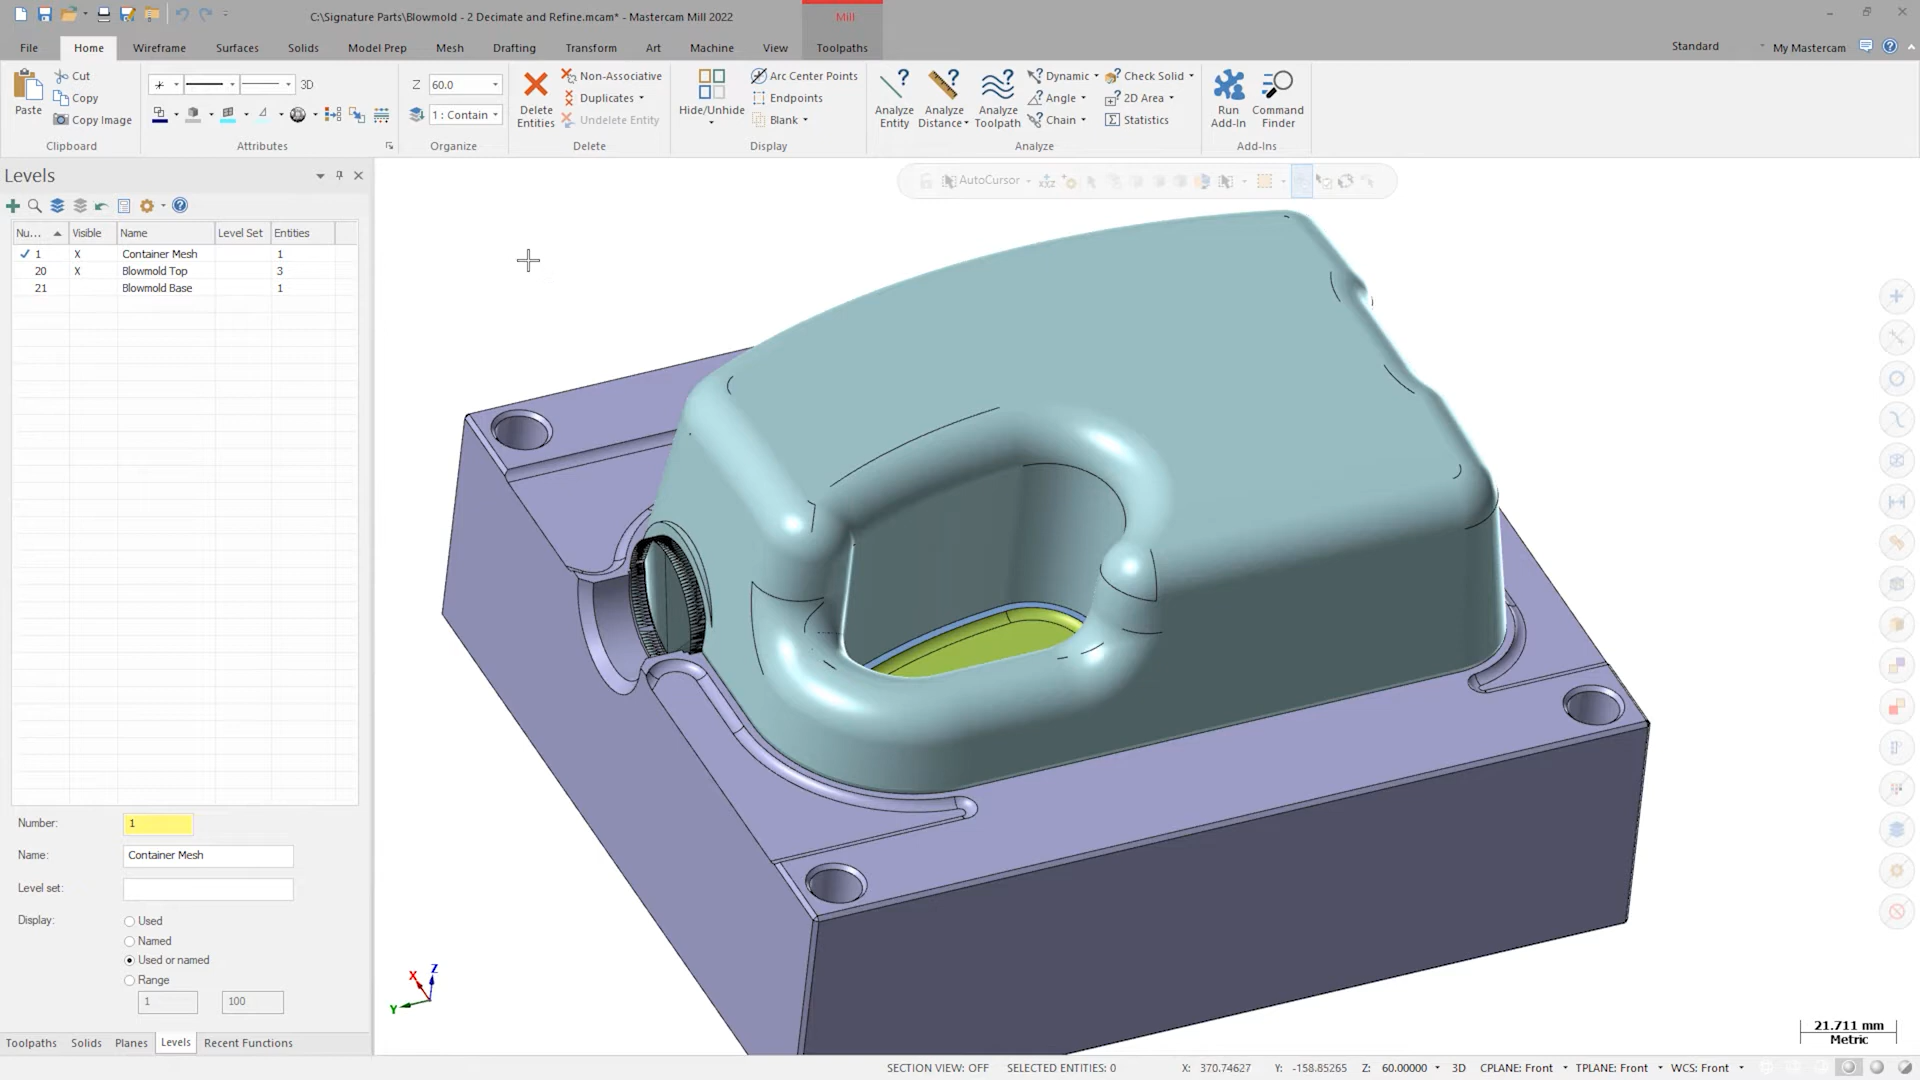 C:\Signature Parts\Blowmold - 2 Decimate and Refine.mcam* - Mastercam Mill 2022
Mill
File Home Wireframe Surfaces Solids Model Prep Mesh Drafting Transform Art Machine View Toolpaths
Standard My Mastercam
Paste
Cut
Copy
Copy Image
Clipboard
3D
Attributes
Z 60.0
1 : Contain
Organize
Delete Entities
Non-Associative
Duplicates
Undelete Entity
Delete
Hide/Unhide
Arc Center Points
Endpoints
Blank
Display
Analyze Entity
Analyze Distance
Analyze Toolpath
Dynamic
Angle
Chain
Check Solid
2D Area
Statistics
Analyze
Run Add-In
Command Finder
Add-Ins
AutoCursor
Levels
Nu... Visible Name Level Set Entities
1 X Container Mesh 1
20 X Blowmold Top 3
21 Blowmold Base 1
Number: 1
Name: Container Mesh
Level set:
Display:
Used
Named
Used or named
Range
1 100
Toolpaths Solids Planes Levels Recent Functions
X
Z
Y
21.711 mm
Metric
SECTION VIEW: OFF SELECTED ENTITIES: 0 X: 370.74627 Y: -158.85265 Z: 60.00000 3D CPLANE: Front TPLANE: Front WCS: Front